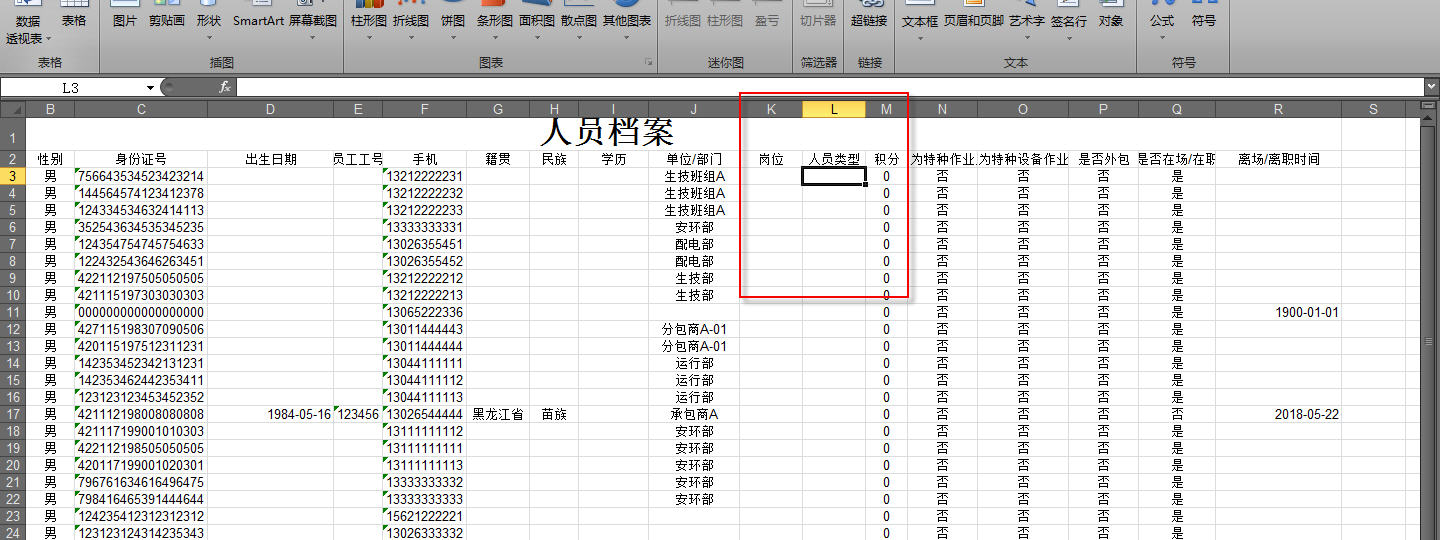 数据 表格 图片 剪贴画 形状 SmartArt 屏幕截图 柱形图 折线图 饼图 条形图 面积图 散点图 其他图表 折线图 柱形图 盈亏 切片器 超链接 文本框 页眉和页脚 艺术字 签名行 对象 公式 符号
透视表
表格 插图 图表 迷你图 筛选器 链接 文本 符号
L3 fx
B C D E F G H I J K L M N O P Q R S
1 人员档案
2 性别 身份证号 出生日期 员工工号 手机 籍贯 民族 学历 单位/部门 岗位 人员类型 积分 为特种作业 为特种设备作业 是否外包 是否在场/在职 离场/离职时间
3 男 756643534523423214 13212222231 生技班组A 0 否 否 否 是
4 男 144564574123412378 13212222232 生技班组A 0 否 否 否 是
5 男 124334534632414113 13212222233 生技班组A 0 否 否 否 是
6 男 352543634535345235 13333333331 安环部 0 否 否 否 是
7 男 124354754745754633 13026355451 配电部 0 否 否 否 是
8 男 122432543646263451 13026355452 配电部 0 否 否 否 是
9 男 422112197505050505 13212222212 生技部 0 否 否 否 是
10 男 421115197303030303 13212222213 生技部 0 否 否 否 是
11 男 000000000000000000 13065222336 0 否 否 否 是 1900-01-01
12 男 427115198307090506 13011444443 分包商A-01 0 否 否 否 是
13 男 420115197512311231 13011444444 分包商A-01 0 否 否 否 是
14 男 142353452342131231 13044111111 运行部 0 否 否 否 是
15 男 142353462442353411 13044111112 运行部 0 否 否 否 是
16 男 123123123453452352 13044111113 运行部 0 否 否 否 是
17 男 421112198008080808 1984-05-16 123456 13026544444 黑龙江省 苗族 承包商A 0 否 否 否 否 2018-05-22
18 男 421117199001010303 13111111112 安环部 0 否 否 否 是
19 男 422112198505050505 13111111111 安环部 0 否 否 否 是
20 男 420117199001020301 13111111113 安环部 0 否 否 否 是
21 男 796761634616496475 13333333332 安环部 0 否 否 否 是
22 男 798416465391444644 13333333333 安环部 0 否 否 否 是
23 男 124235412312312312 15621222221 0 否 否 否 是
24 男 123123124314235343 13026333332 0 否 否 否 是